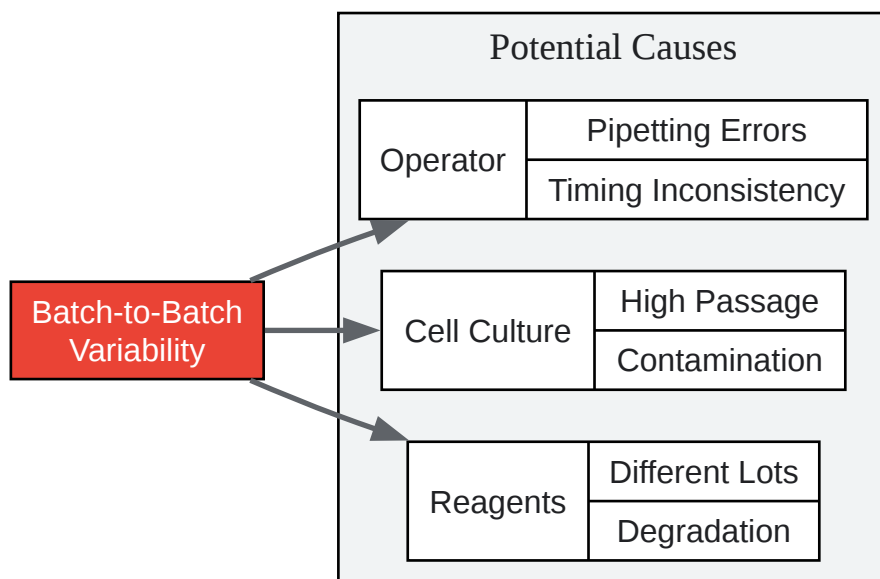 Potential Causes
Operator
Pipetting Errors
Timing Inconsistency
Batch-to-Batch
Variability
Cell Culture
High Passage
Contamination
Reagents
Different Lots
Degradation